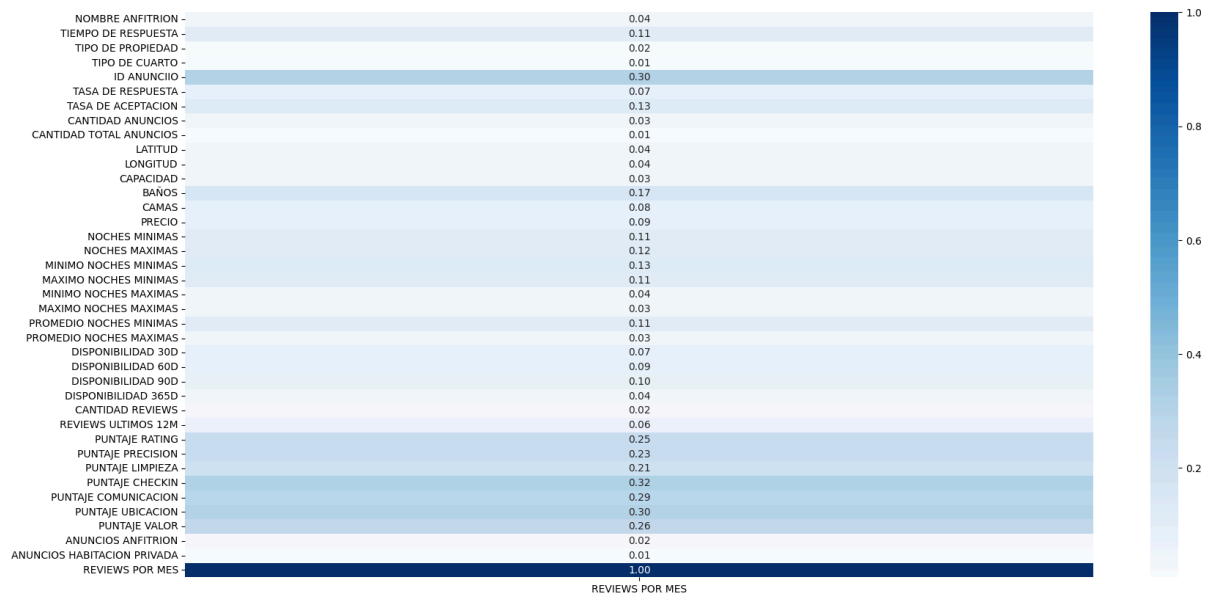 NOMBRE ANFITRION 0.04
TIEMPO DE RESPUESTA 0.11
TIPO DE PROPIEDAD 0.02
TIPO DE CUARTO 0.01
ID ANUNCIIO 0.30
TASA DE RESPUESTA 0.07
TASA DE ACEPTACION 0.13
CANTIDAD ANUNCIOS 0.03
CANTIDAD TOTAL ANUNCIOS 0.01
LATITUD 0.04
LONGITUD 0.04
CAPACIDAD 0.03
BAÑOS 0.17
CAMAS 0.08
PRECIO 0.09
NOCHES MINIMAS 0.11
NOCHES MAXIMAS 0.12
MINIMO NOCHES MINIMAS 0.13
MAXIMO NOCHES MINIMAS 0.11
MINIMO NOCHES MAXIMAS 0.04
MAXIMO NOCHES MAXIMAS 0.03
PROMEDIO NOCHES MINIMAS 0.11
PROMEDIO NOCHES MAXIMAS 0.03
DISPONIBILIDAD 30D 0.07
DISPONIBILIDAD 60D 0.09
DISPONIBILIDAD 90D 0.10
DISPONIBILIDAD 365D 0.04
CANTIDAD REVIEWS 0.02
REVIEWS ULTIMOS 12M 0.06
PUNTAJE RATING 0.25
PUNTAJE PRECISION 0.23
PUNTAJE LIMPIEZA 0.21
PUNTAJE CHECKIN 0.32
PUNTAJE COMUNICACION 0.29
PUNTAJE UBICACION 0.30
PUNTAJE VALOR 0.26
ANUNCIOS ANFITRION 0.02
ANUNCIOS HABITACION PRIVADA 0.01
REVIEWS POR MES 1.00
REVIEWS POR MES
1.0
0.8
0.6
0.4
0.2